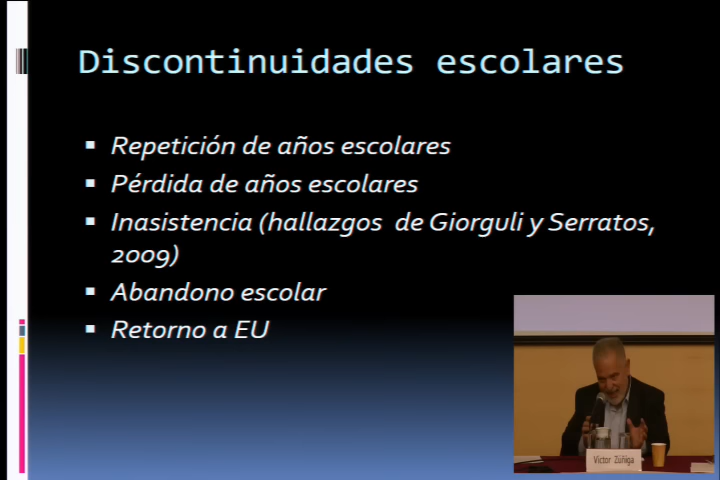 Discontinuidades escolares
Repetición de años escolares
Pérdida de años escolares
Inasistencia (hallazgos de Giorguli y Serratos,
2009)
Abandono escolar
Retorno a EU
Víctor Zúñiga